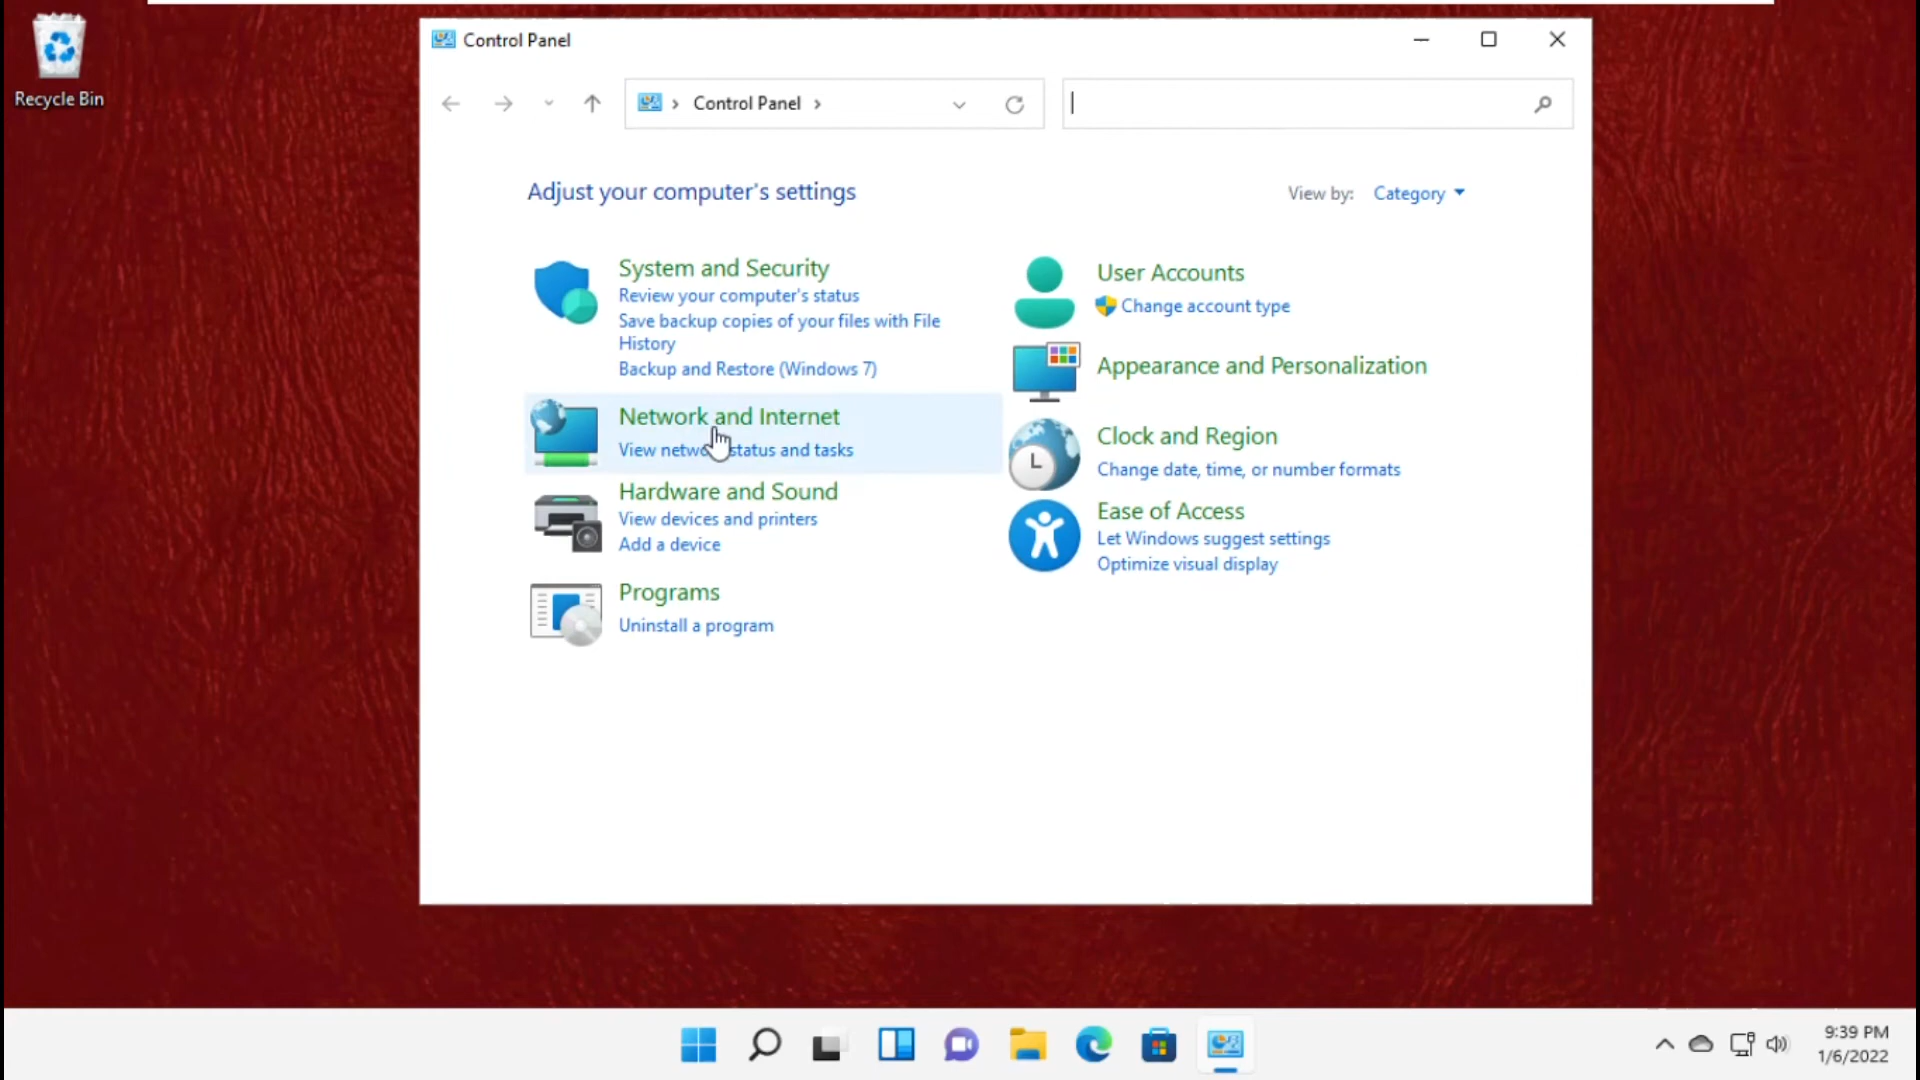 Recycle Bin
Control Panel
Control Panel
Adjust your computer's settings
View by: Category
System and Security
Review your computer's status
Save backup copies of your files with File
History
Backup and Restore (Windows 7)
Network and Internet
View network status and tasks
Hardware and Sound
View devices and printers
Add a device
Programs
Uninstall a program
User Accounts
Change account type
Appearance and Personalization
Clock and Region
Change date, time, or number formats
Ease of Access
Let Windows suggest settings
Optimize visual display
9:39 PM
1/6/2022